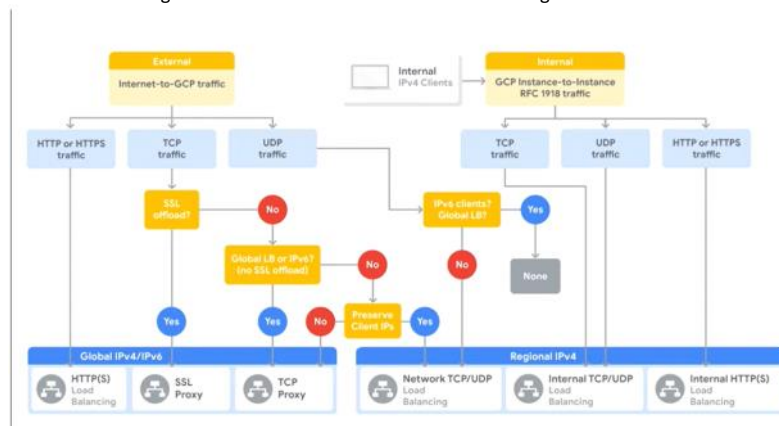 External
Internet-to-GCP traffic
Internal
IPv4 Clients
Internal
GCP Instance-to-Instance
RFC 1918 traffic
HTTP or HTTPS
traffic
TCP
traffic
UDP
traffic
TCP
traffic
UDP
traffic
HTTP or HTTPS
traffic
SSL
offload?
No
IPv6 clients?
Global LB?
Yes
Global LB or IPv6?
(no SSL offload)
No
No
None
Yes
Yes
No
Preserve
Client IPs
Yes
Global IPv4/IPv6
Regional IPv4
HTTP(S)
Load
Balancing
SSL
Proxy
TCP
Proxy
Network TCP/UDP
Load
Balancing
Internal TCP/UDP
Load
Balancing
Internal HTTP(S)
Load
Balancing